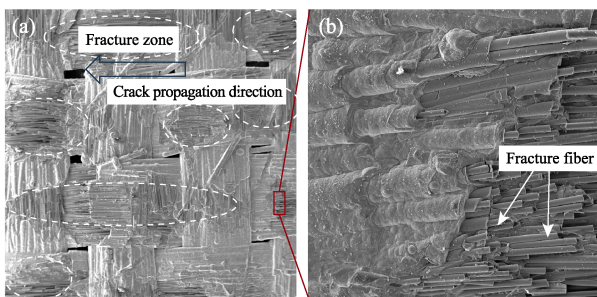 (a)
Fracture zone
Crack propagation direction
(b)
Fracture fiber